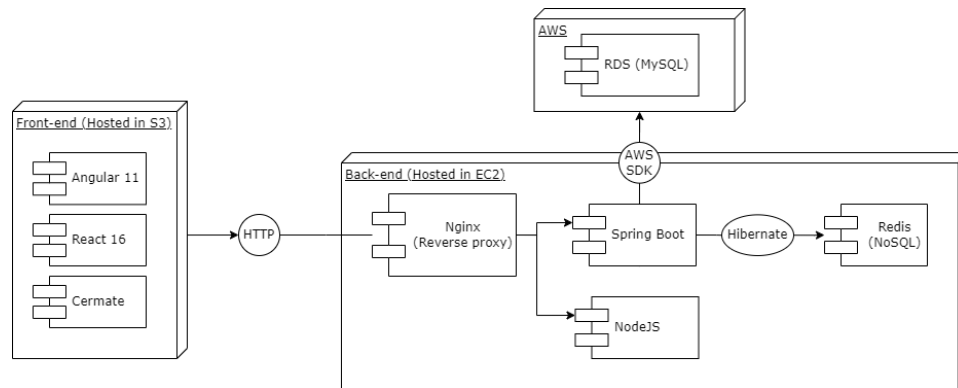 AWS
RDS (MySQL)
Front-end (Hosted in S3)
Angular 11
React 16
Cermate
HTTP
AWS
SDK
Back-end (Hosted in EC2)
Nginx
(Reverse proxy)
Spring Boot
Hibernate
Redis
(NoSQL)
NodeJS